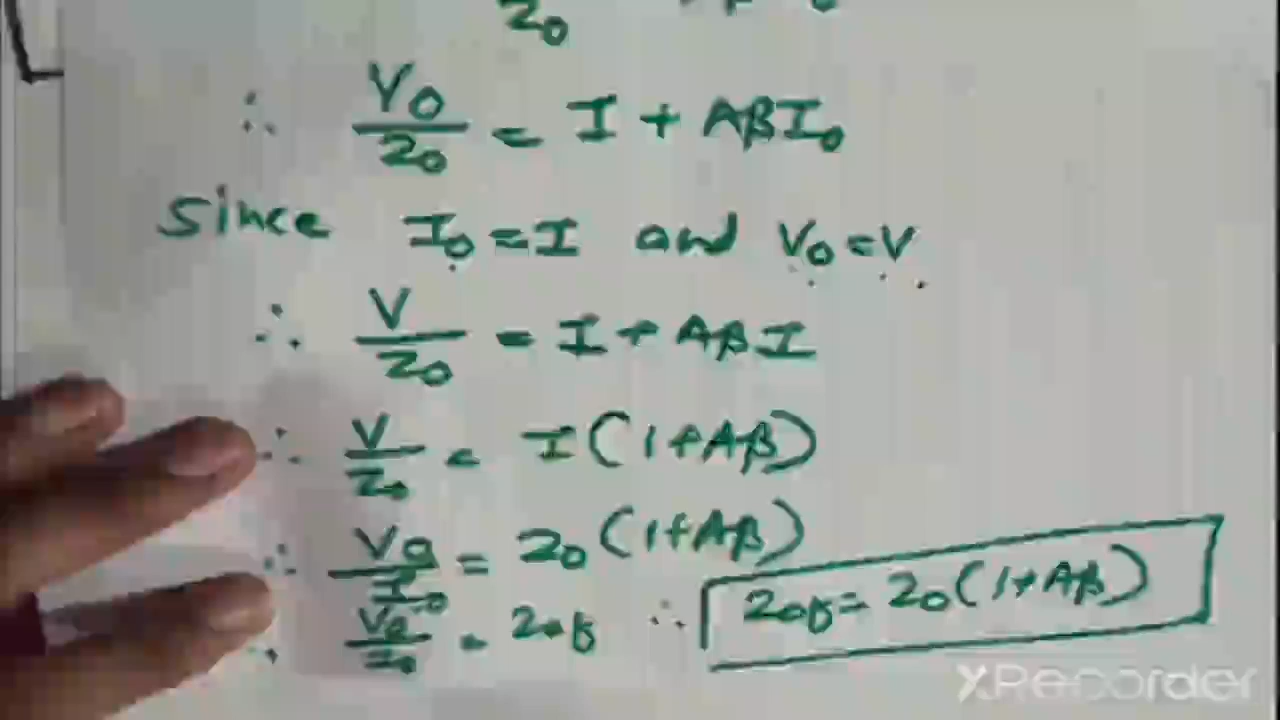 Z0
∴ V0/Z0 = I + AβI0
Since I0 = I and V0 = V
∴ V/Z0 = I + AβI
∴ V/Z0 = I(1+Aβ)
∴ V0/I0 = Z0(1+Aβ)
∴ V0/I0 = Z0f ∴ Z0f = Z0(1+Aβ)
XRecorder